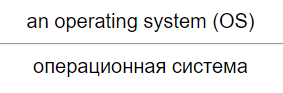 an operating system (OS)
операционная система